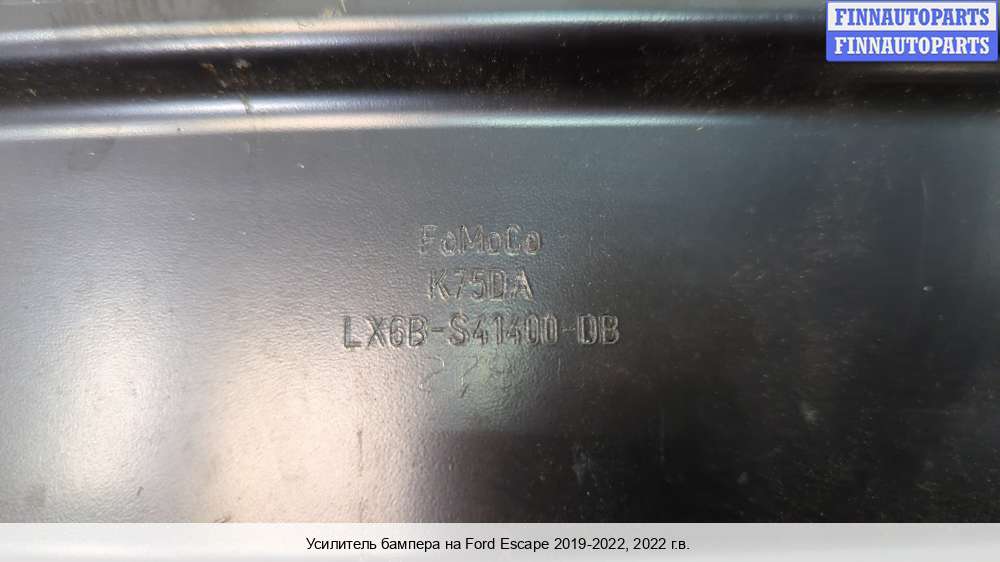 FINNAUTOPARTS
FINNAUTOPARTS
FoMoCo
K75DA
LX6B-S41400-DB
Усилитель бампера на Ford Escape 2019-2022, 2022 г.в.